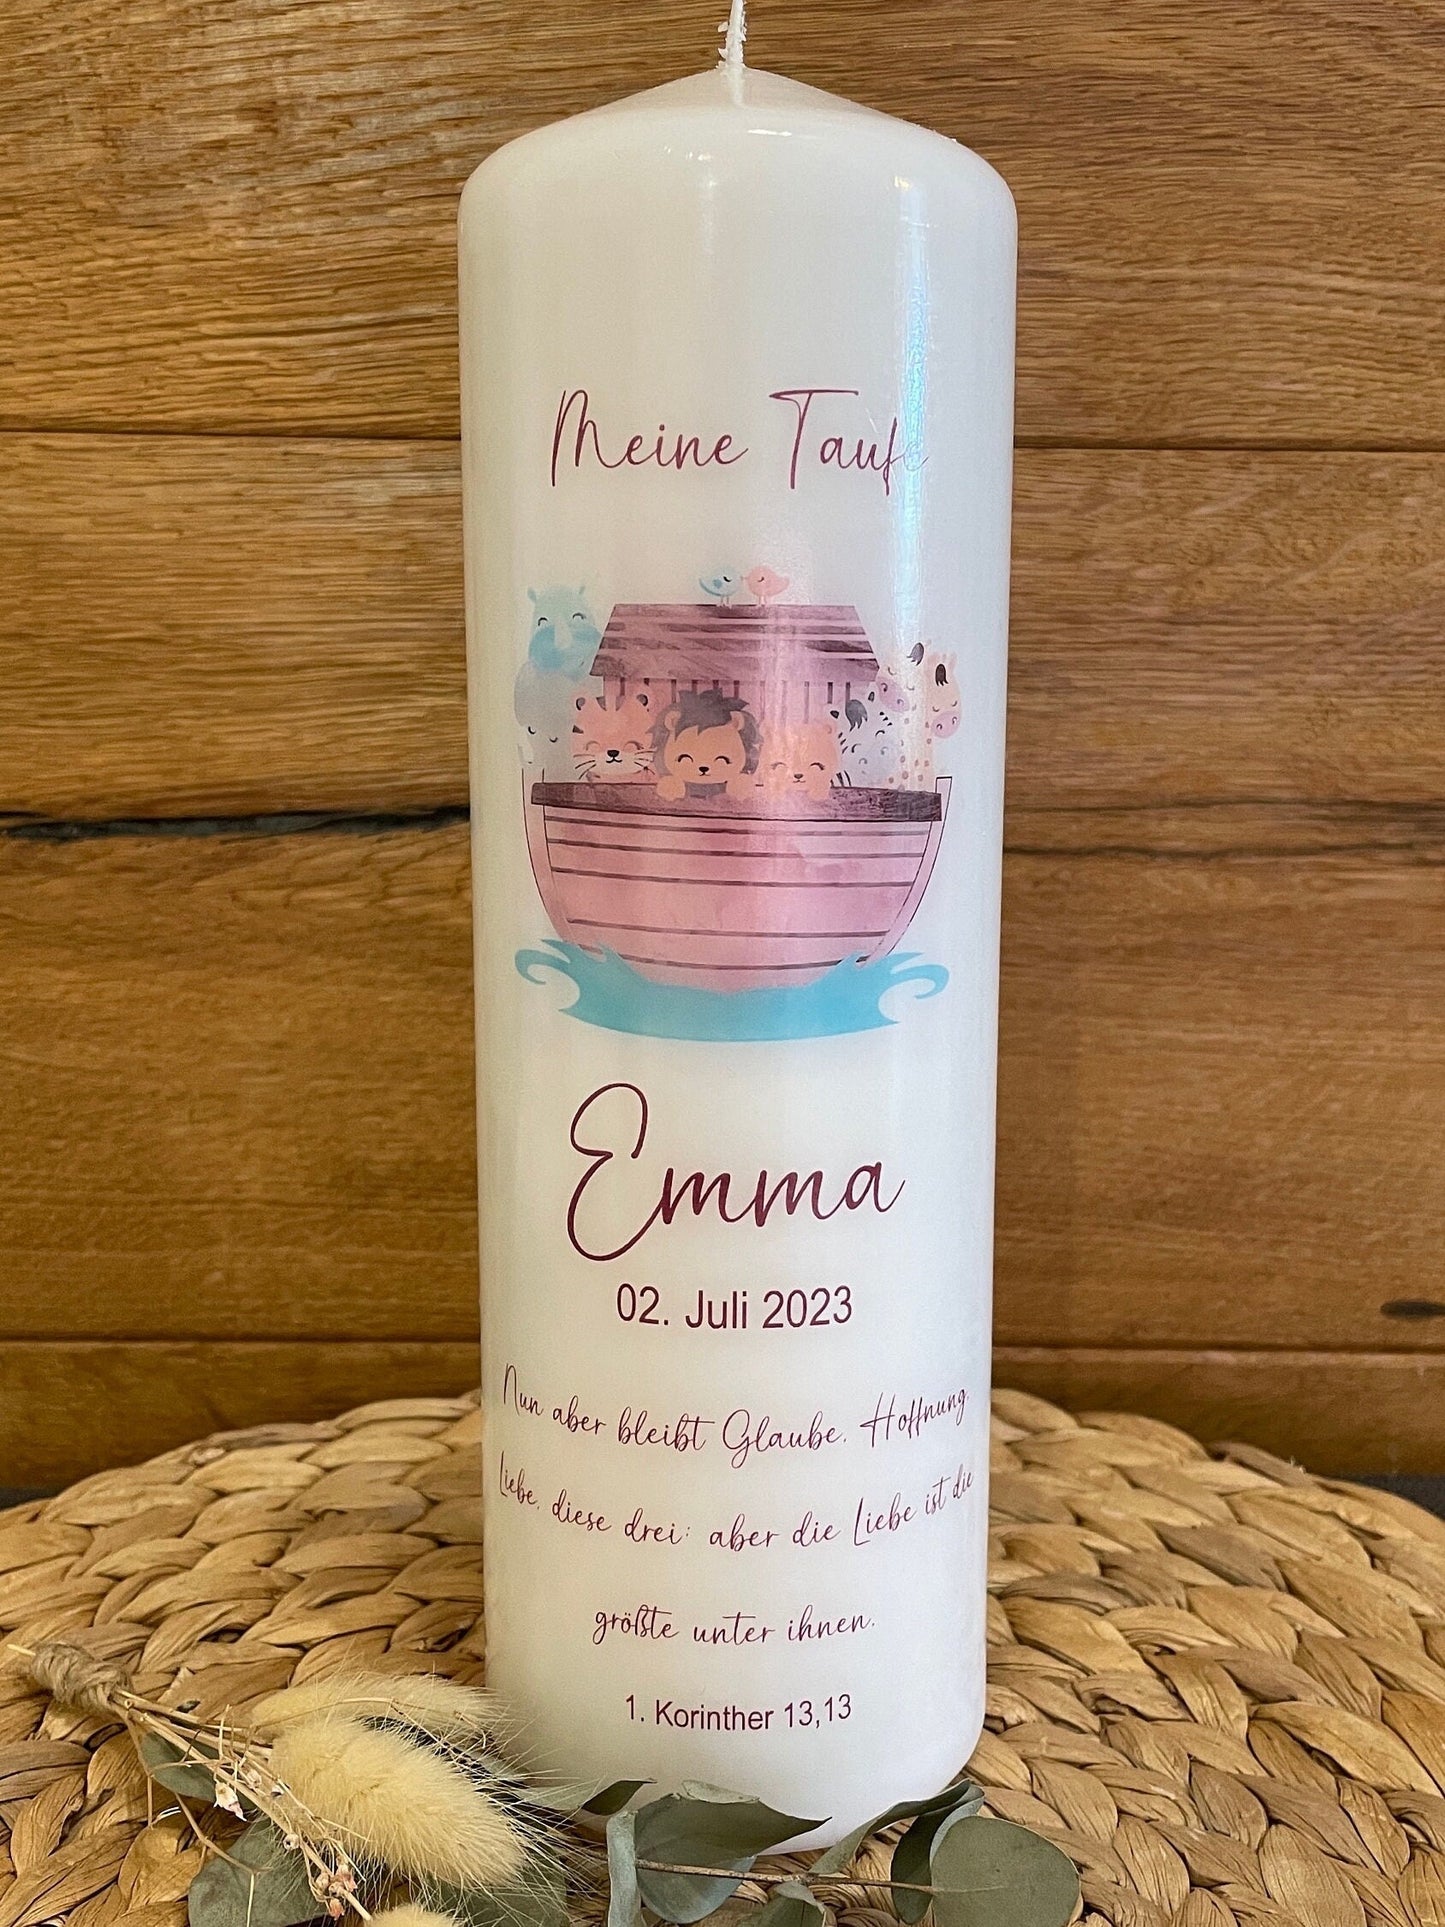 Meine Taufe
Emma
02. Juli 2023
Nun aber bleibt Glaube, Hoffnung,
Liebe, diese drei; aber die Liebe ist die
größte unter ihnen.
1. Korinther 13,13